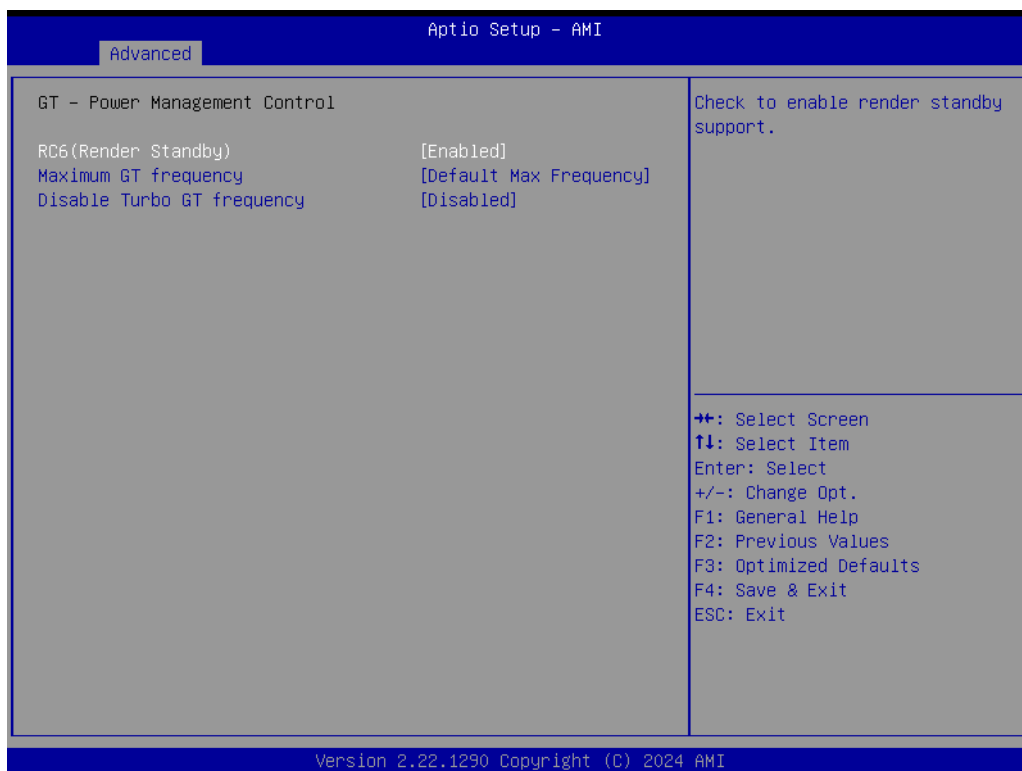 Aptio Setup – AMI
Advanced
GT – Power Management Control
RC6(Render Standby) [Enabled]
Maximum GT frequency [Default Max Frequency]
Disable Turbo GT frequency [Disabled]
Check to enable render standby
support.
→←: Select Screen
↑↓: Select Item
Enter: Select
+/-: Change Opt.
F1: General Help
F2: Previous Values
F3: Optimized Defaults
F4: Save & Exit
ESC: Exit
Version 2.22.1290 Copyright (C) 2024 AMI